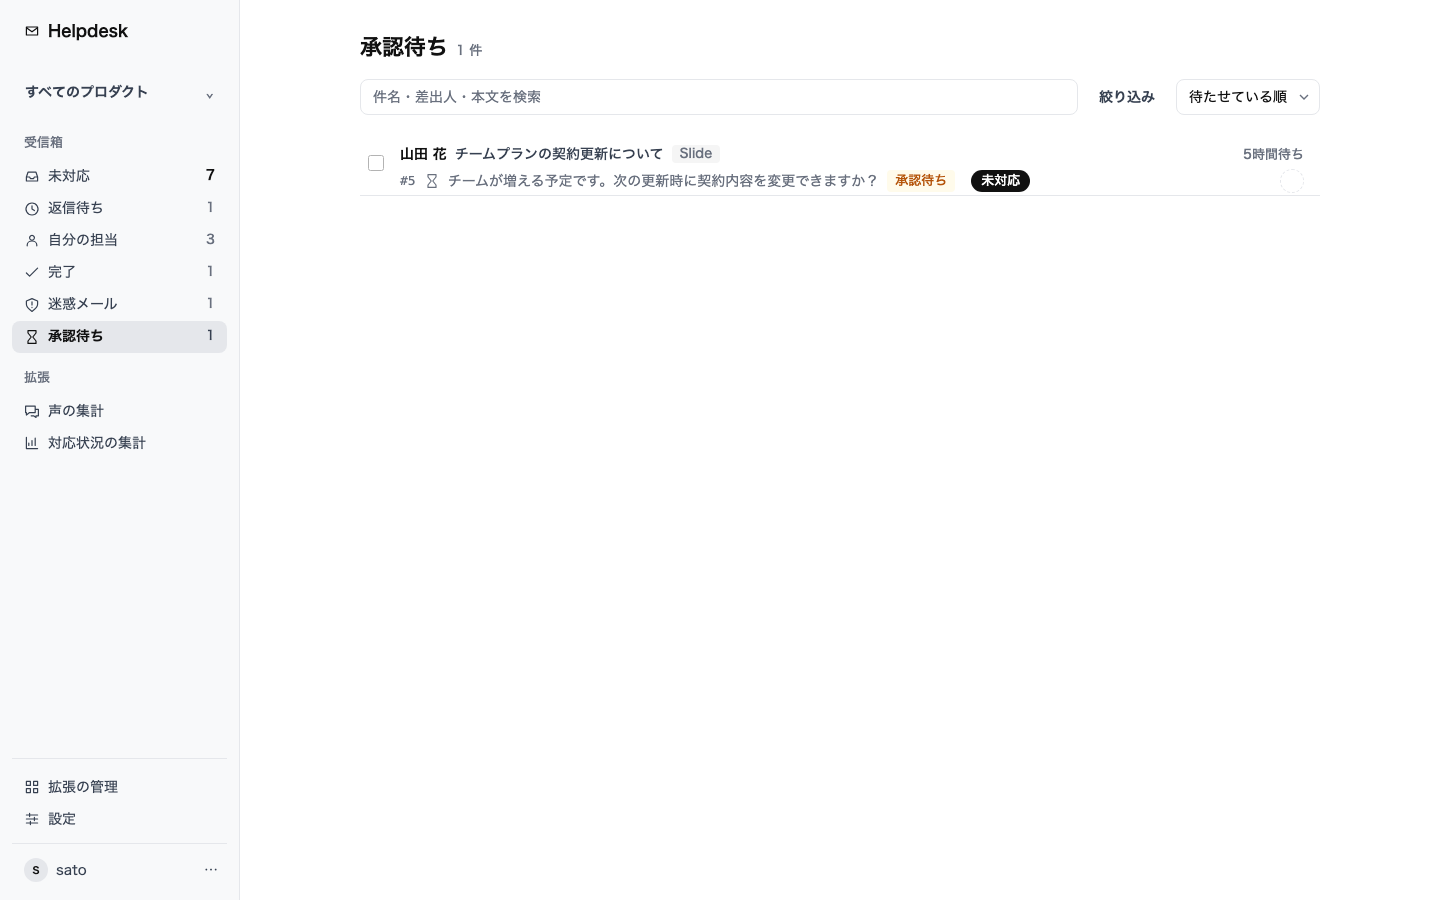 Helpdesk
すべてのプロダクト
受信箱
未対応 7
返信待ち 1
自分の担当 3
完了 1
迷惑メール 1
承認待ち 1
拡張
声の集計
対応状況の集計
拡張の管理
設定
S sato ...
承認待ち 1 件
件名・差出人・本文を検索 絞り込み 待たせている順
山田 花 チームプランの契約更新について Slide 5時間待ち
#5 チームが増える予定です。次の更新時に契約内容を変更できますか？ 承認待ち 未対応